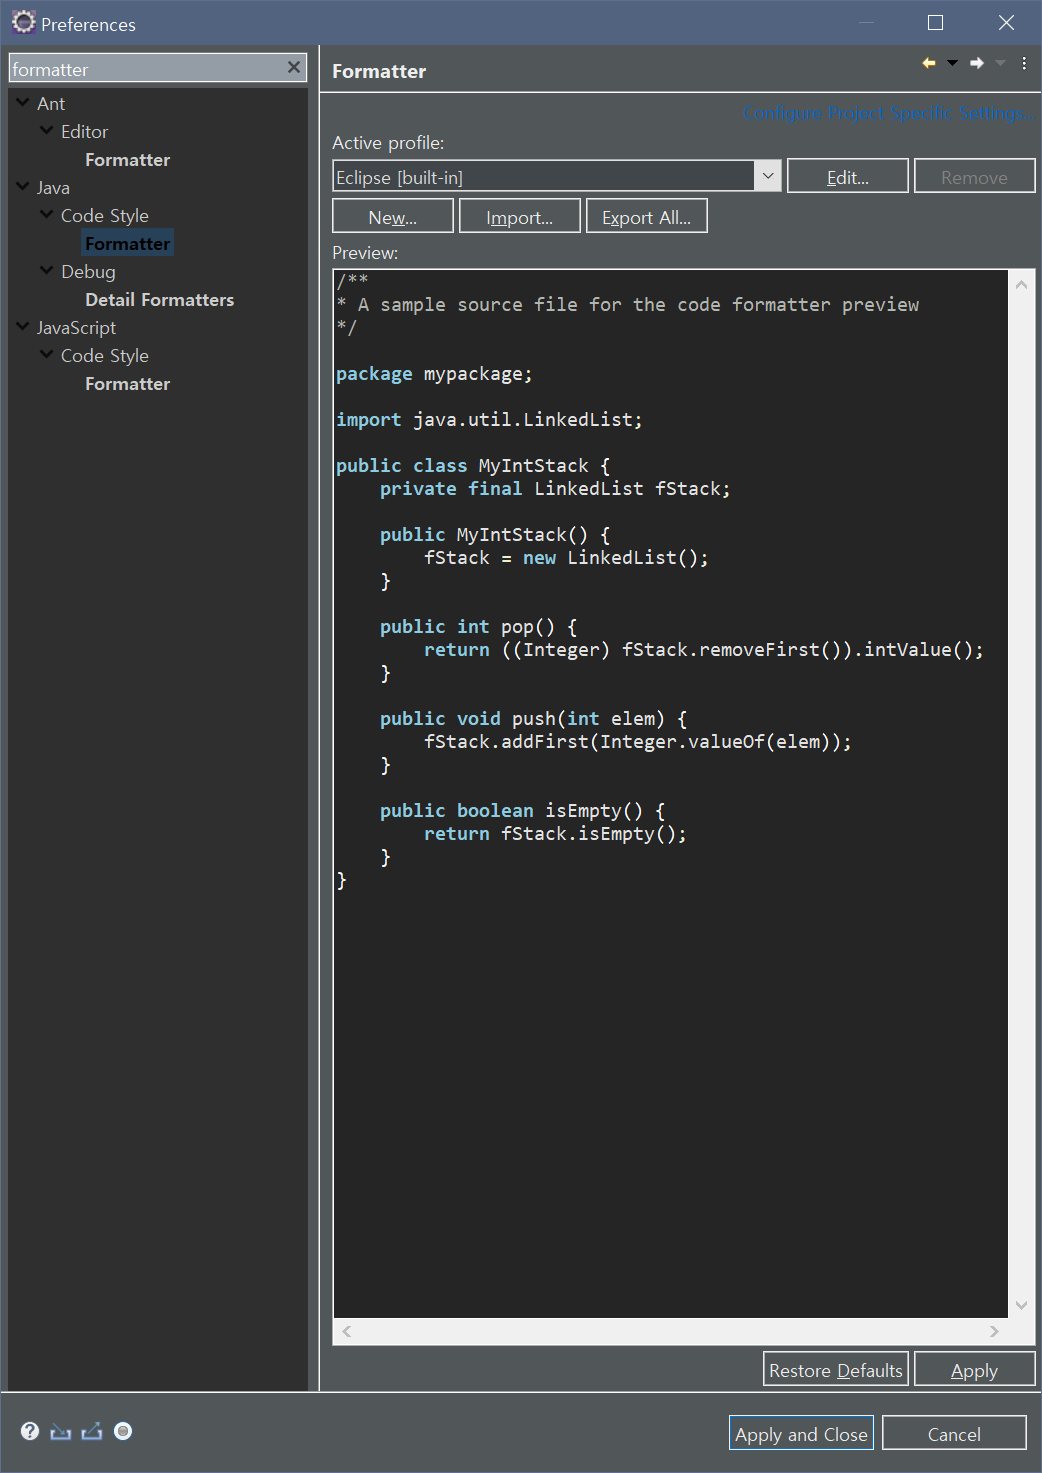 Preferences
formatter
Ant
Editor
Formatter
Java
Code Style
Formatter
Debug
Detail Formatters
JavaScript
Code Style
Formatter
Formatter
Configure Project Specific Settings...
Active profile:
Eclipse [built-in]
Edit...
Remove
New...
Import...
Export All...
Preview:
/**
* A sample source file for the code formatter preview
*/
package mypackage;
import java.util.LinkedList;
public class MyIntStack {
    private final LinkedList fStack;
    public MyIntStack() {
        fStack = new LinkedList();
    }
    public int pop() {
        return ((Integer) fStack.removeFirst()).intValue();
    }
    public void push(int elem) {
        fStack.addFirst(Integer.valueOf(elem));
    }
    public boolean isEmpty() {
        return fStack.isEmpty();
    }
}
Restore Defaults
Apply
Apply and Close
Cancel